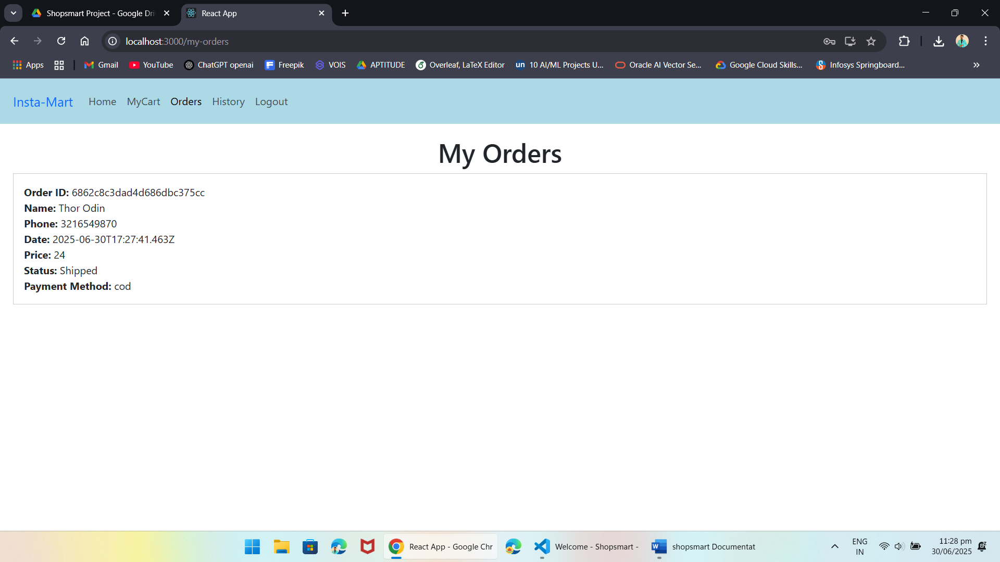 Shopsmart Project - Google Dri
React App
localhost:3000/my-orders
Apps
Gmail
YouTube
ChatGPT openai
Freepik
VOIS
APTITUDE
Overleaf, LaTeX Editor
un 10 AI/ML Projects U...
Oracle AI Vector Se...
Google Cloud Skills...
Infosys Springboard...
Insta-Mart Home MyCart Orders History Logout
My Orders
Order ID: 6862c8c3dad4d686dbc375cc
Name: Thor Odin
Phone: 3216549870
Date: 2025-06-30T17:27:41.463Z
Price: 24
Status: Shipped
Payment Method: cod
React App - Google Chr
Welcome - Shopsmart -
shopsmart Documentat
ENG
IN
11:28 pm
30/06/2025